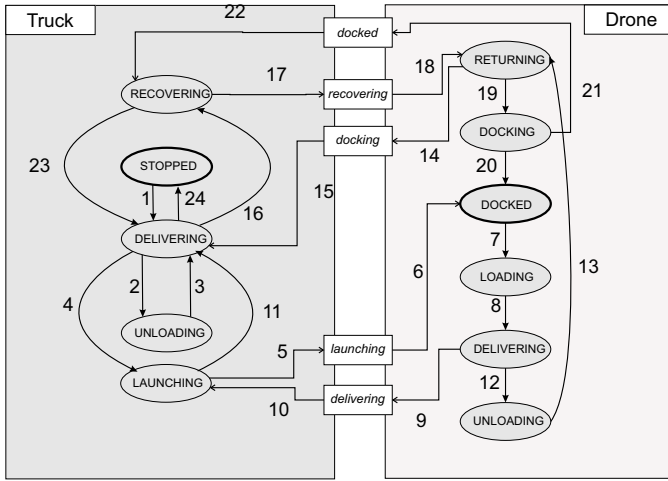 Truck
Drone
22
docked
17
18
RETURNING
RECOVERING
recovering
19
21
docking
DOCKING
14
23
STOPPED
20
15
1
24
16
DOCKED
DELIVERING
7
6
13
4
2
3
11
LOADING
8
UNLOADING
5
launching
DELIVERING
LAUNCHING
12
10
delivering
9
UNLOADING